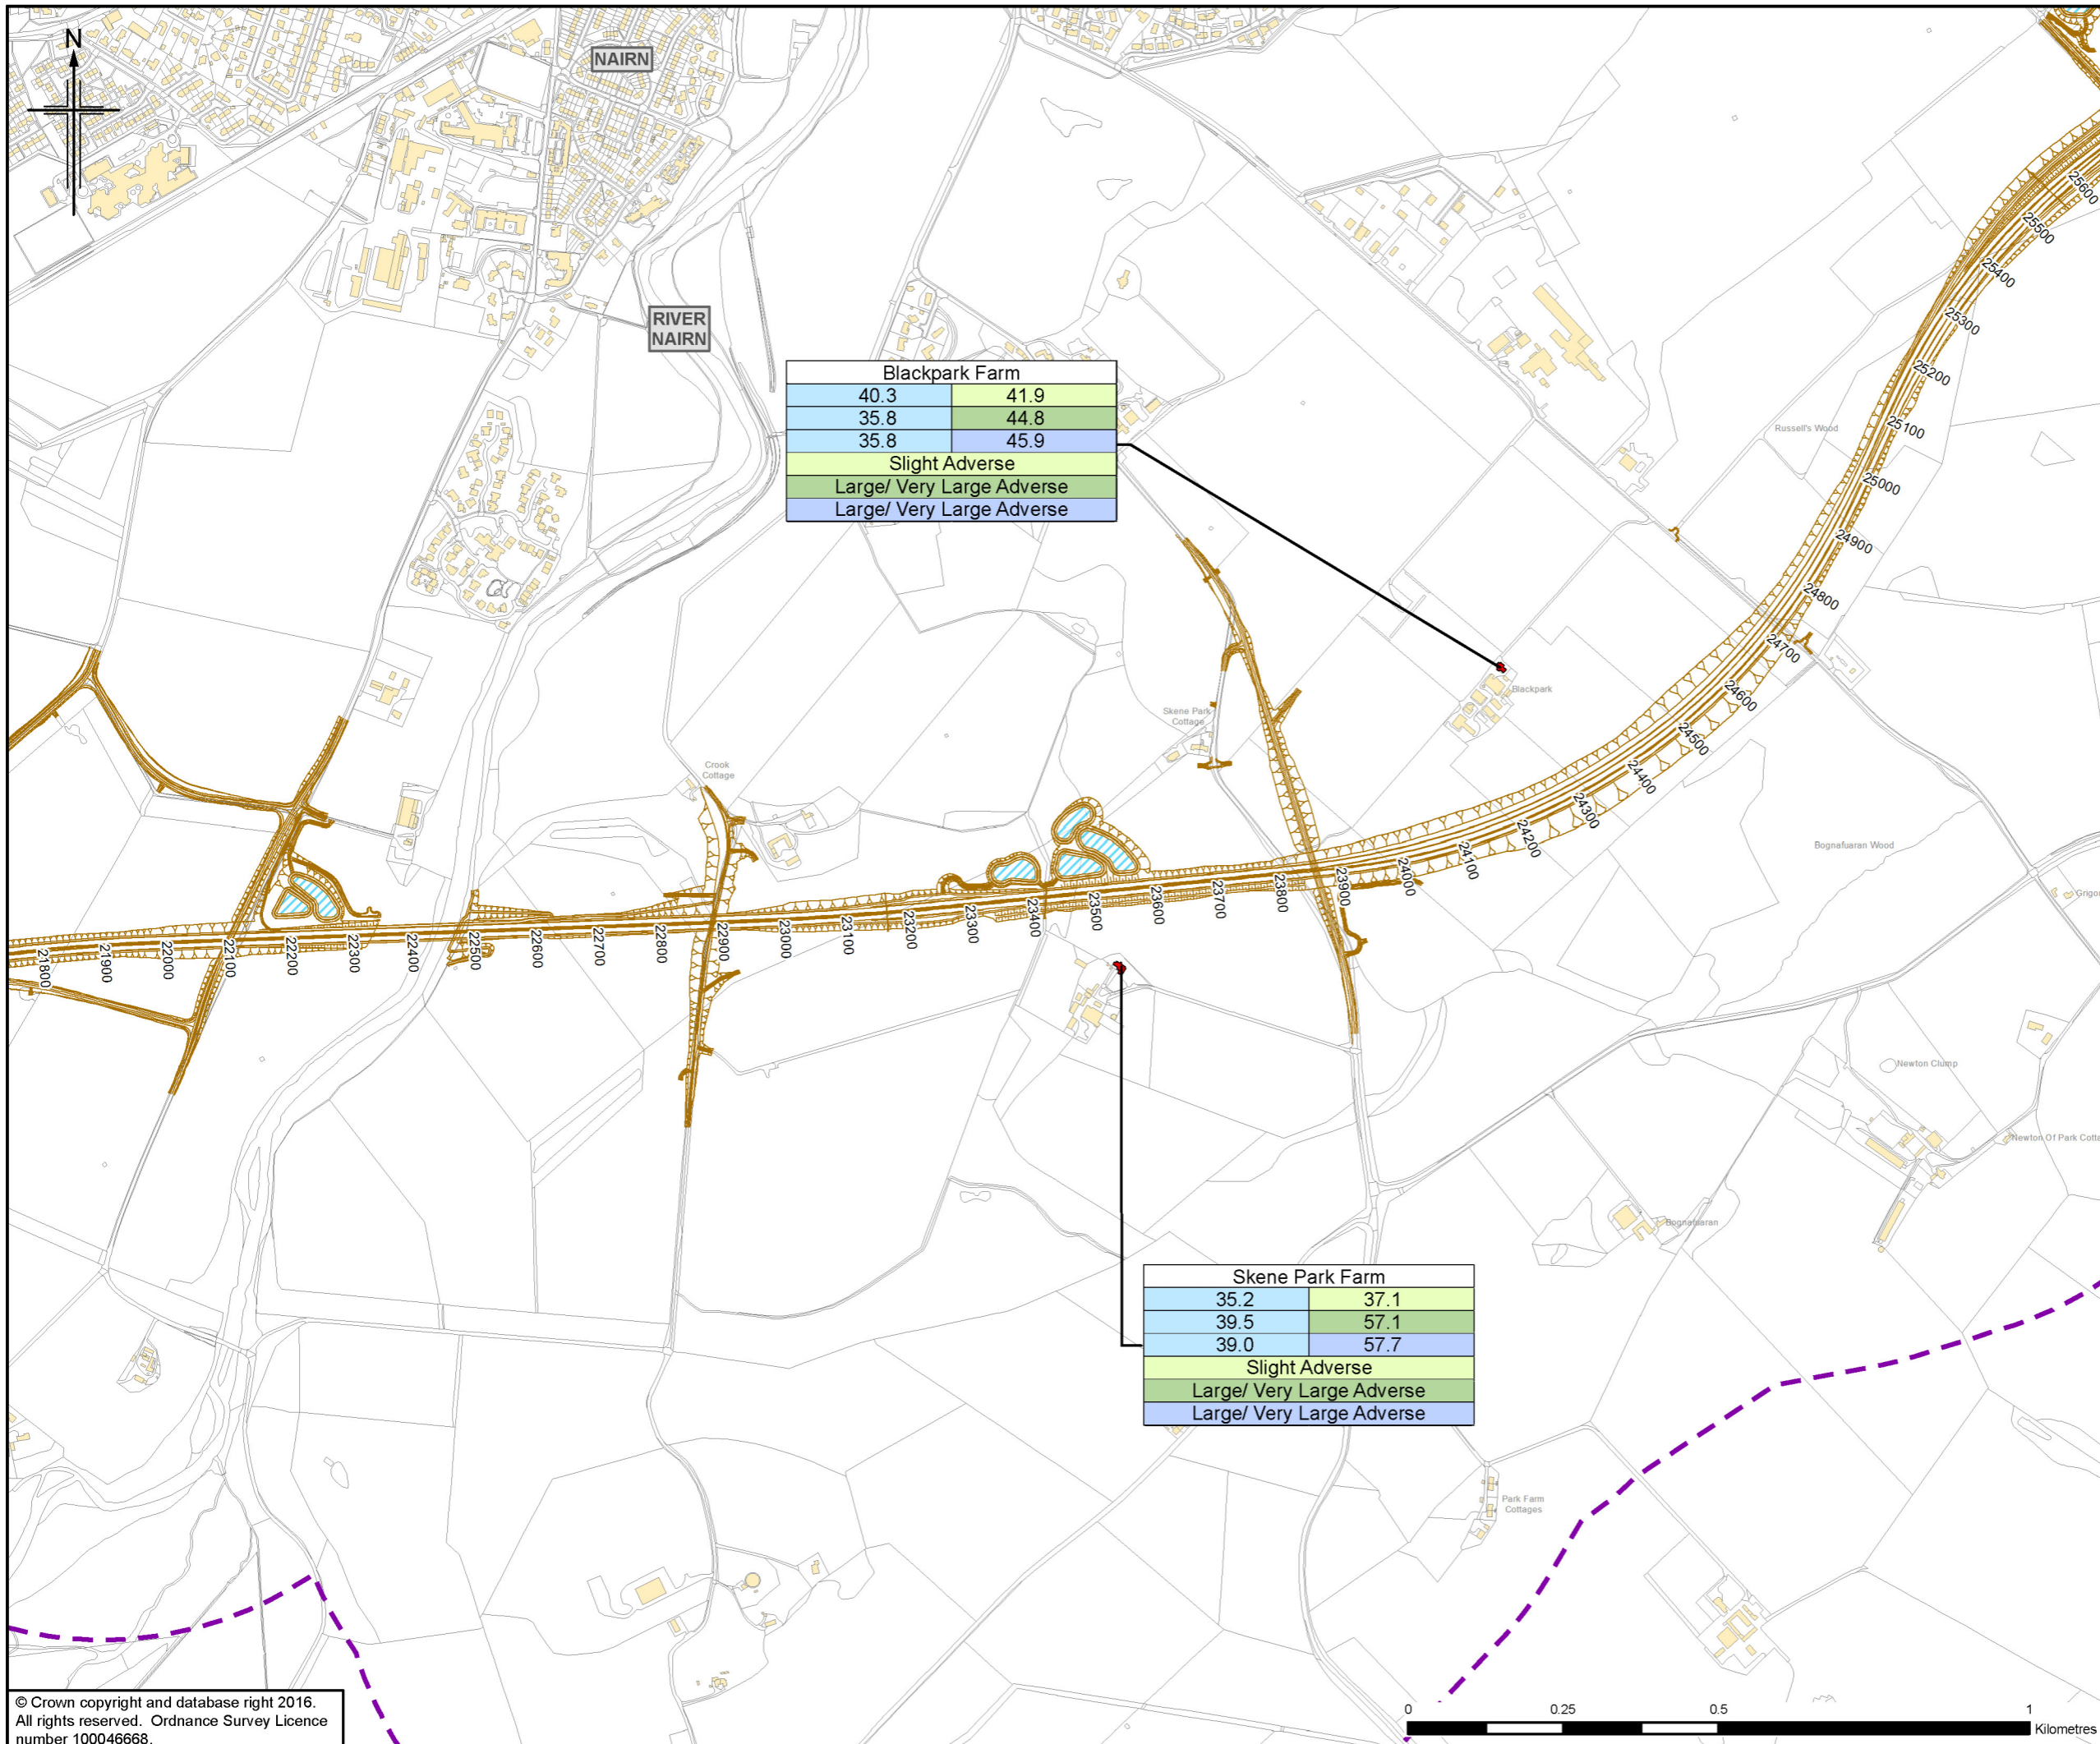 N
NAIRN
RIVER
NAIRN
Blackpark Farm
40.3 41.9
35.8 44.8
35.8 45.9
Slight Adverse
Large/ Very Large Adverse
Large/ Very Large Adverse
25600
25500
25400
25300
25200
25100
25000
24900
24800
24700
24600
24500
24400
24300
24200
24100
24000
23900
23800
23700
23600
23500
23400
23300
23200
23100
23000
22900
22800
22700
22600
22500
22400
22300
22200
22100
22000
21900
21800
Russell's Wood
Blackpark
Skene Park
Cottage
Crook
Cottage
Bognafuaran Wood
Newton Clump
Newton Of Park Cotta
Bognafuaran
Skene Park Farm
35.2 37.1
39.5 57.1
39.0 57.7
Slight Adverse
Large/ Very Large Adverse
Large/ Very Large Adverse
Park Farm
Cottages
© Crown copyright and database right 2016.
All rights reserved. Ordnance Survey Licence
number 100046668.
0 0.25 0.5 1
Kilometres